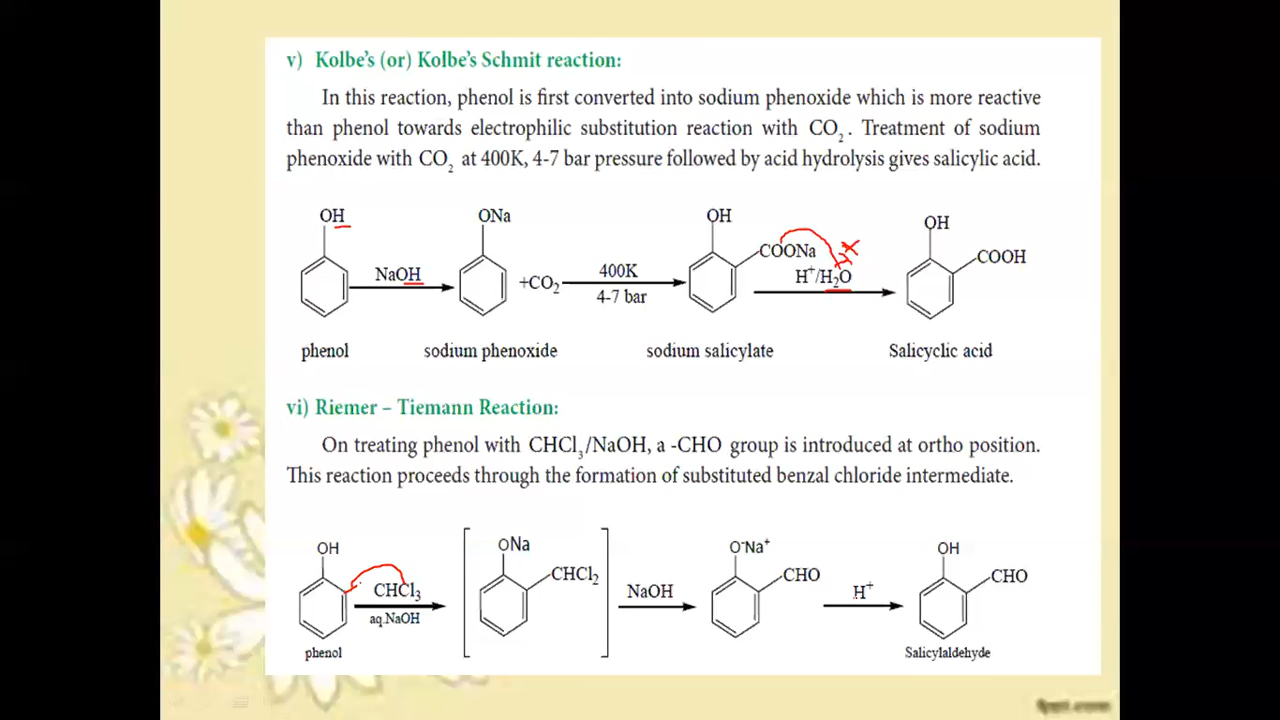 v) Kolbe's (or) Kolbe's Schmit reaction:
In this reaction, phenol is first converted into sodium phenoxide which is more reactive
than phenol towards electrophilic substitution reaction with CO₂. Treatment of sodium
phenoxide with CO₂ at 400K, 4-7 bar pressure followed by acid hydrolysis gives salicylic acid.
OH
NaOH
ONa
+CO₂
400K
4-7 bar
OH
COONa
H⁺/H₂O
OH
COOH
phenol
sodium phenoxide
sodium salicylate
Salicyclic acid
vi) Riemer – Tiemann Reaction:
On treating phenol with CHCl₃/NaOH, a -CHO group is introduced at ortho position.
This reaction proceeds through the formation of substituted benzal chloride intermediate.
OH
CHCl₃
aq.NaOH
ONa
CHCl₂
NaOH
O⁻Na⁺
CHO
H⁺
OH
CHO
phenol
Salicylaldehyde